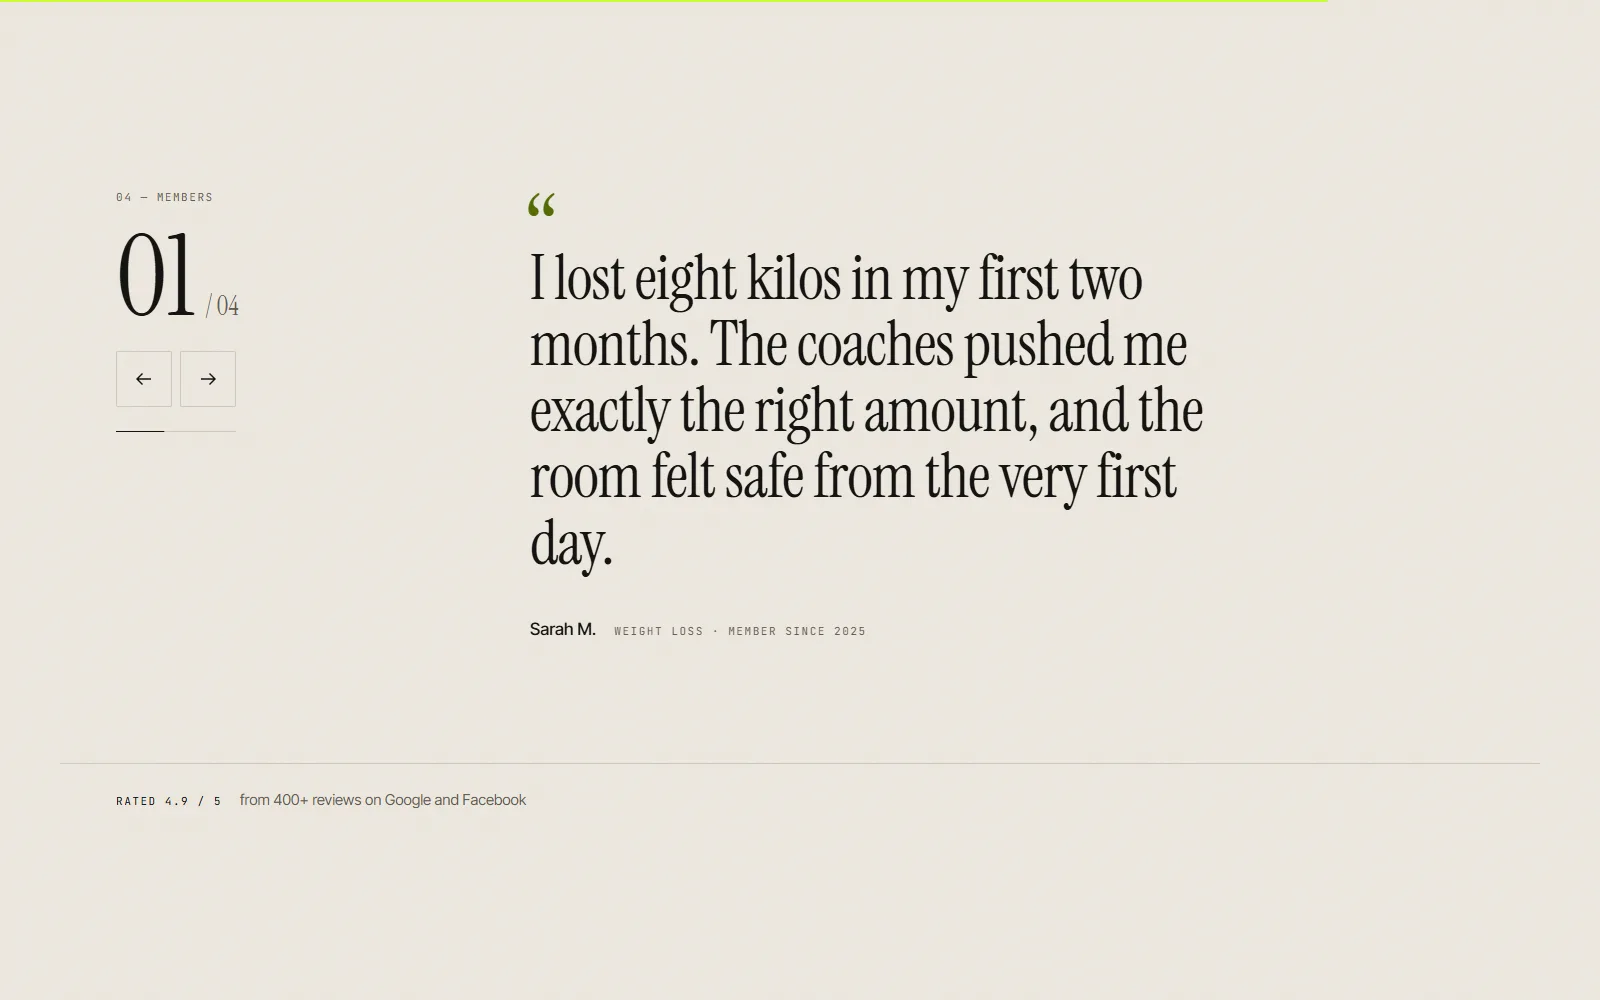 04 — MEMBERS
01 / 04
← →
“
I lost eight kilos in my first two
months. The coaches pushed me
exactly the right amount, and the
room felt safe from the very first
day.
Sarah M. WEIGHT LOSS · MEMBER SINCE 2025
RATED 4.9 / 5 from 400+ reviews on Google and Facebook